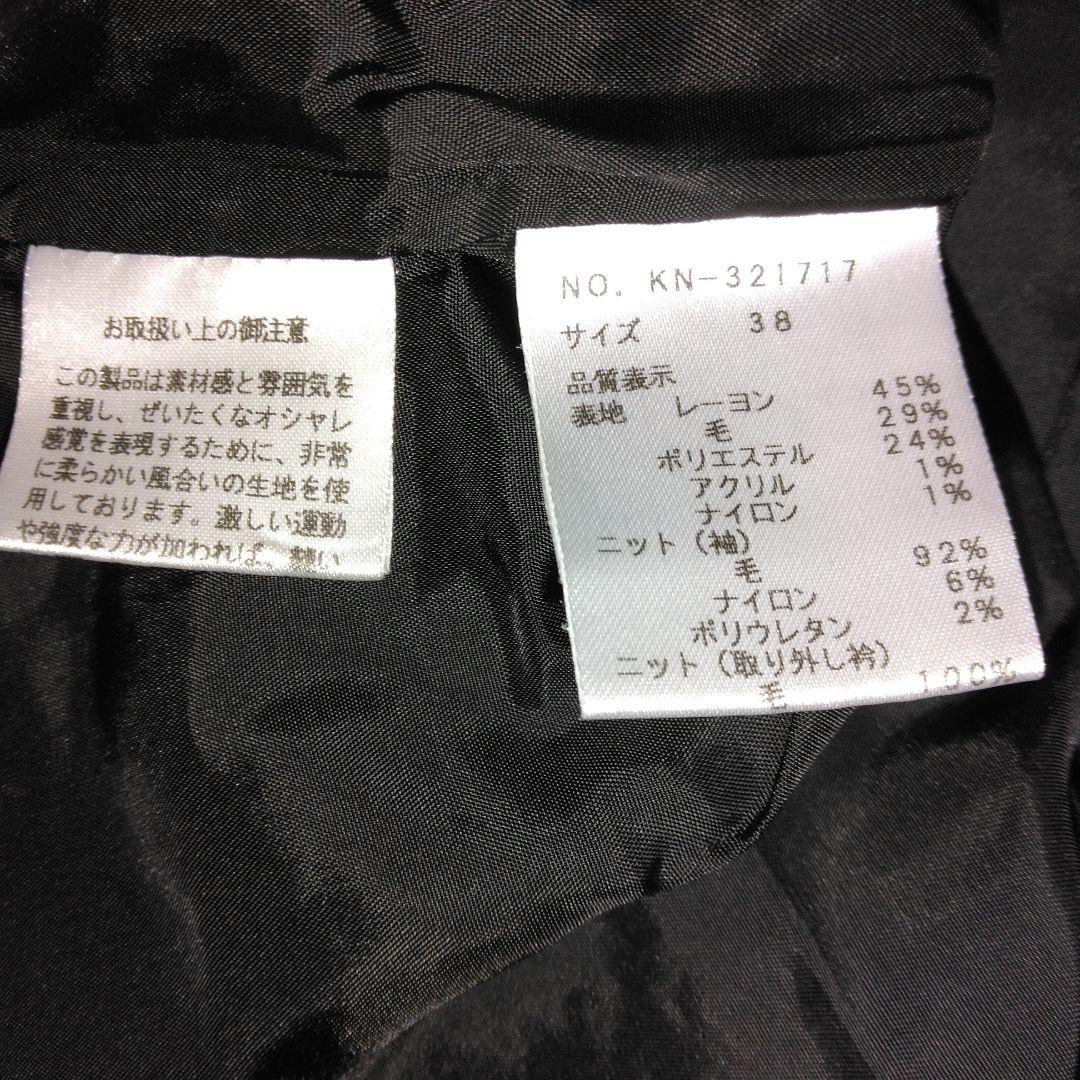 お取扱い上の御注意
この製品は素材感と雰囲気を
重視し、ぜいたくなオシャレ
感覚を表現するために、非常
に柔らかい風合いの生地を使
用しております。激しい運動
や強度な力が加われば、縫い
NO. KN-321717
サイズ 38
品質表示
表地 レーヨン 45%
毛 29%
ポリエステル 24%
アクリル 1%
ナイロン 1%
ニット(袖)
毛 92%
ナイロン 6%
ポリウレタン 2%
ニット(取り外し衿)
毛 100%